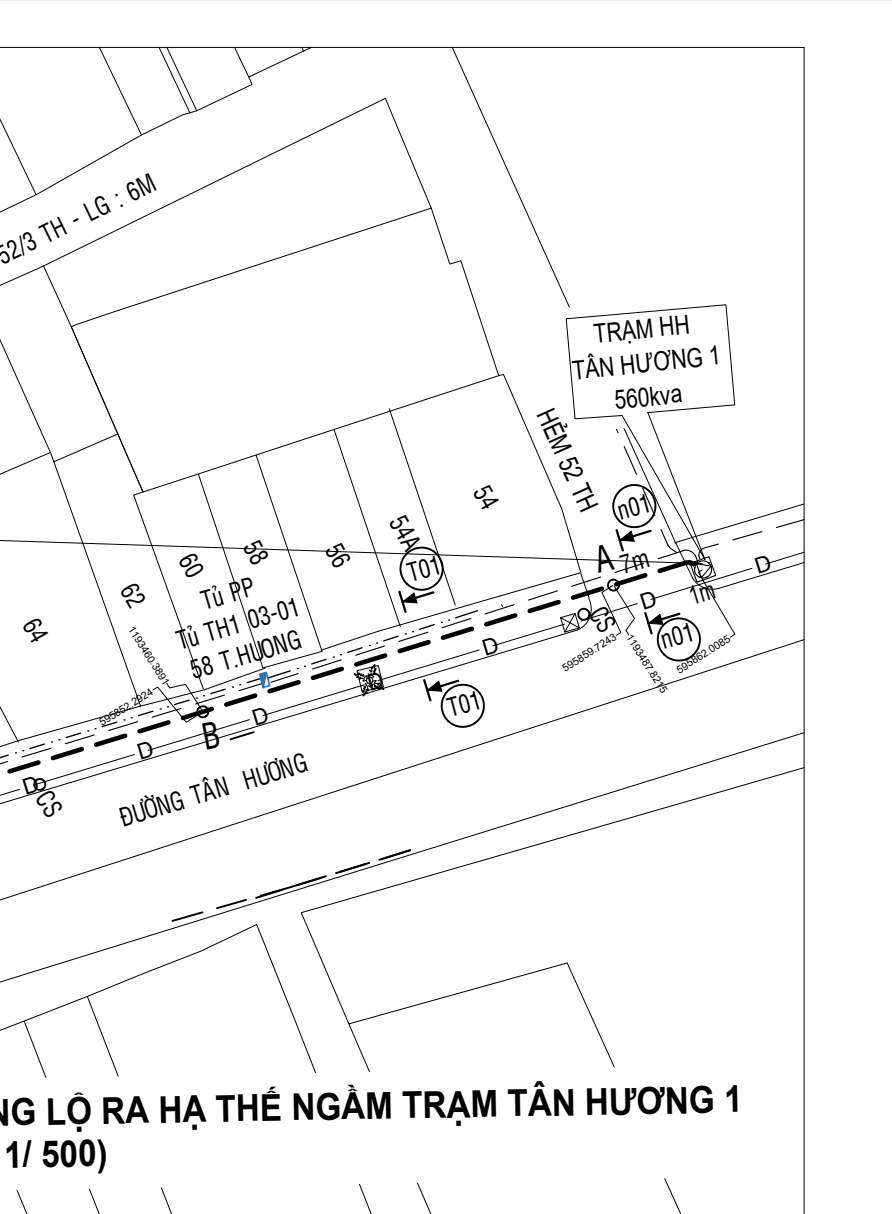 52/3 TH - LG : 6M
TRẠM HH
TÂN HƯƠNG 1
560kva
HẺM 52 TH
n01
54
54A
56
58
60
62
64
T01
A
7m
D
1m
D
CS
n01
Tủ PP
Tủ TH1 03-01
58 T.HUONG
1193460.3891
595852.2924
595859.7243
1193487.8215
595862.0085
D
T01
B
D
D
D
CS
ĐƯỜNG TÂN HƯƠNG
NG LỘ RA HẠ THẾ NGẦM TRẠM TÂN HƯƠNG 1
1/ 500)